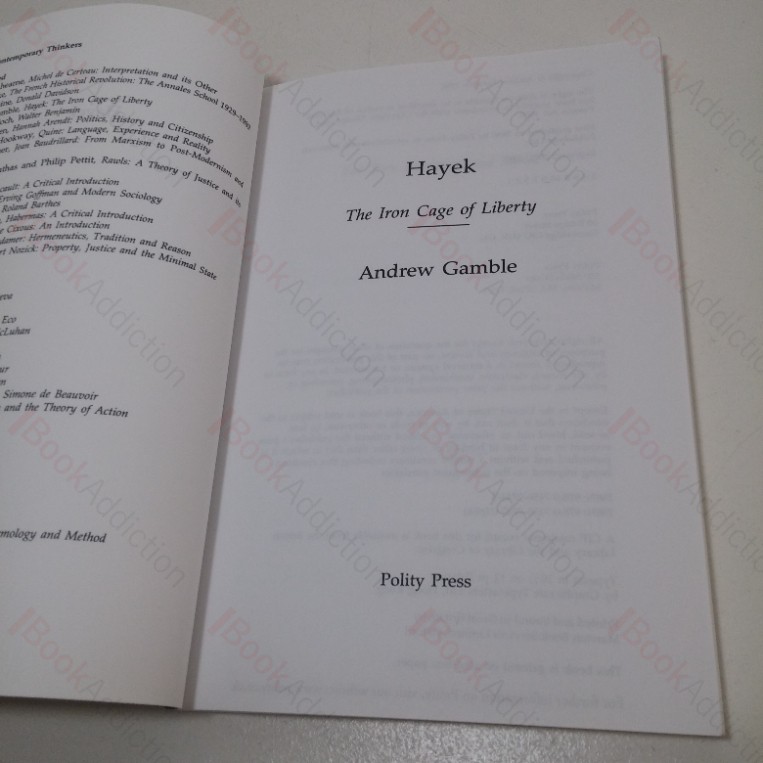 ontemporary Thinkers
Michel de Certeau: Interpretation and its Other
The French Historical Revolution: The Annales School 1929-1989
Donald Davidson
Hayek: The Iron Cage of Liberty
Walter Benjamin
Hannah Arendt: Politics, History and Citizenship
Hookway, Quine: Language, Experience and Reality
Jean Baudrillard: From Marxism to Post-Modernism and
and Philip Pettit, Rawls: A Theory of Justice and its
A Critical Introduction
Erving Goffman and Modern Sociology
Roland Barthes
Habermas: A Critical Introduction
Cixous: An Introduction
Hermeneutics, Tradition and Reason
Nozick: Property, Justice and the Minimal State
Eco
cLuhan
Simone de Beauvoir
and the Theory of Action
and Method
Hayek
The Iron Cage of Liberty
Andrew Gamble
Polity Press
BookAddiction